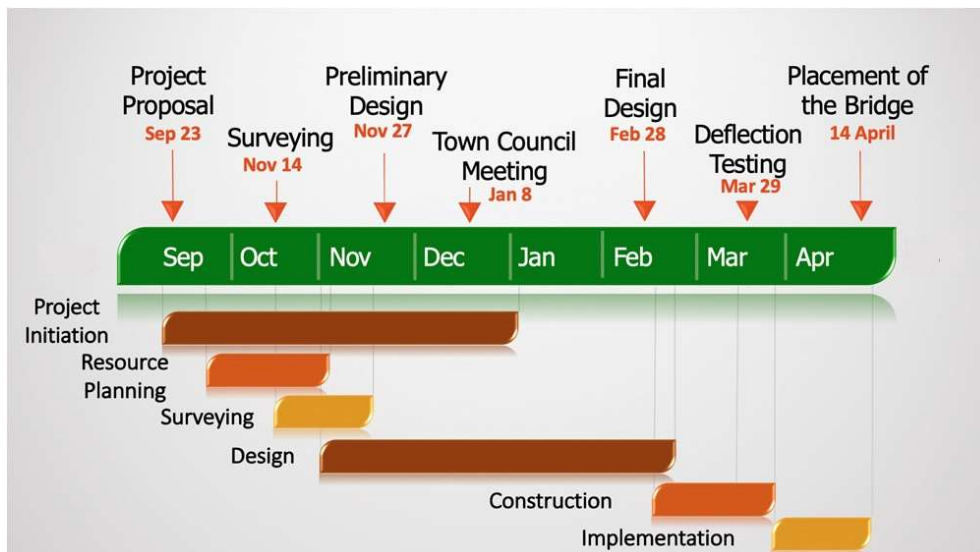 Project
Proposal
Sep 23
Surveying
Nov 14
Preliminary
Design
Nov 27
Town Council
Meeting
Jan 8
Final
Design
Feb 28
Deflection
Testing
Mar 29
Placement of
the Bridge
14 April
Sep Oct Nov Dec Jan Feb Mar Apr
Project
Initiation
Resource
Planning
Surveying
Design
Construction
Implementation